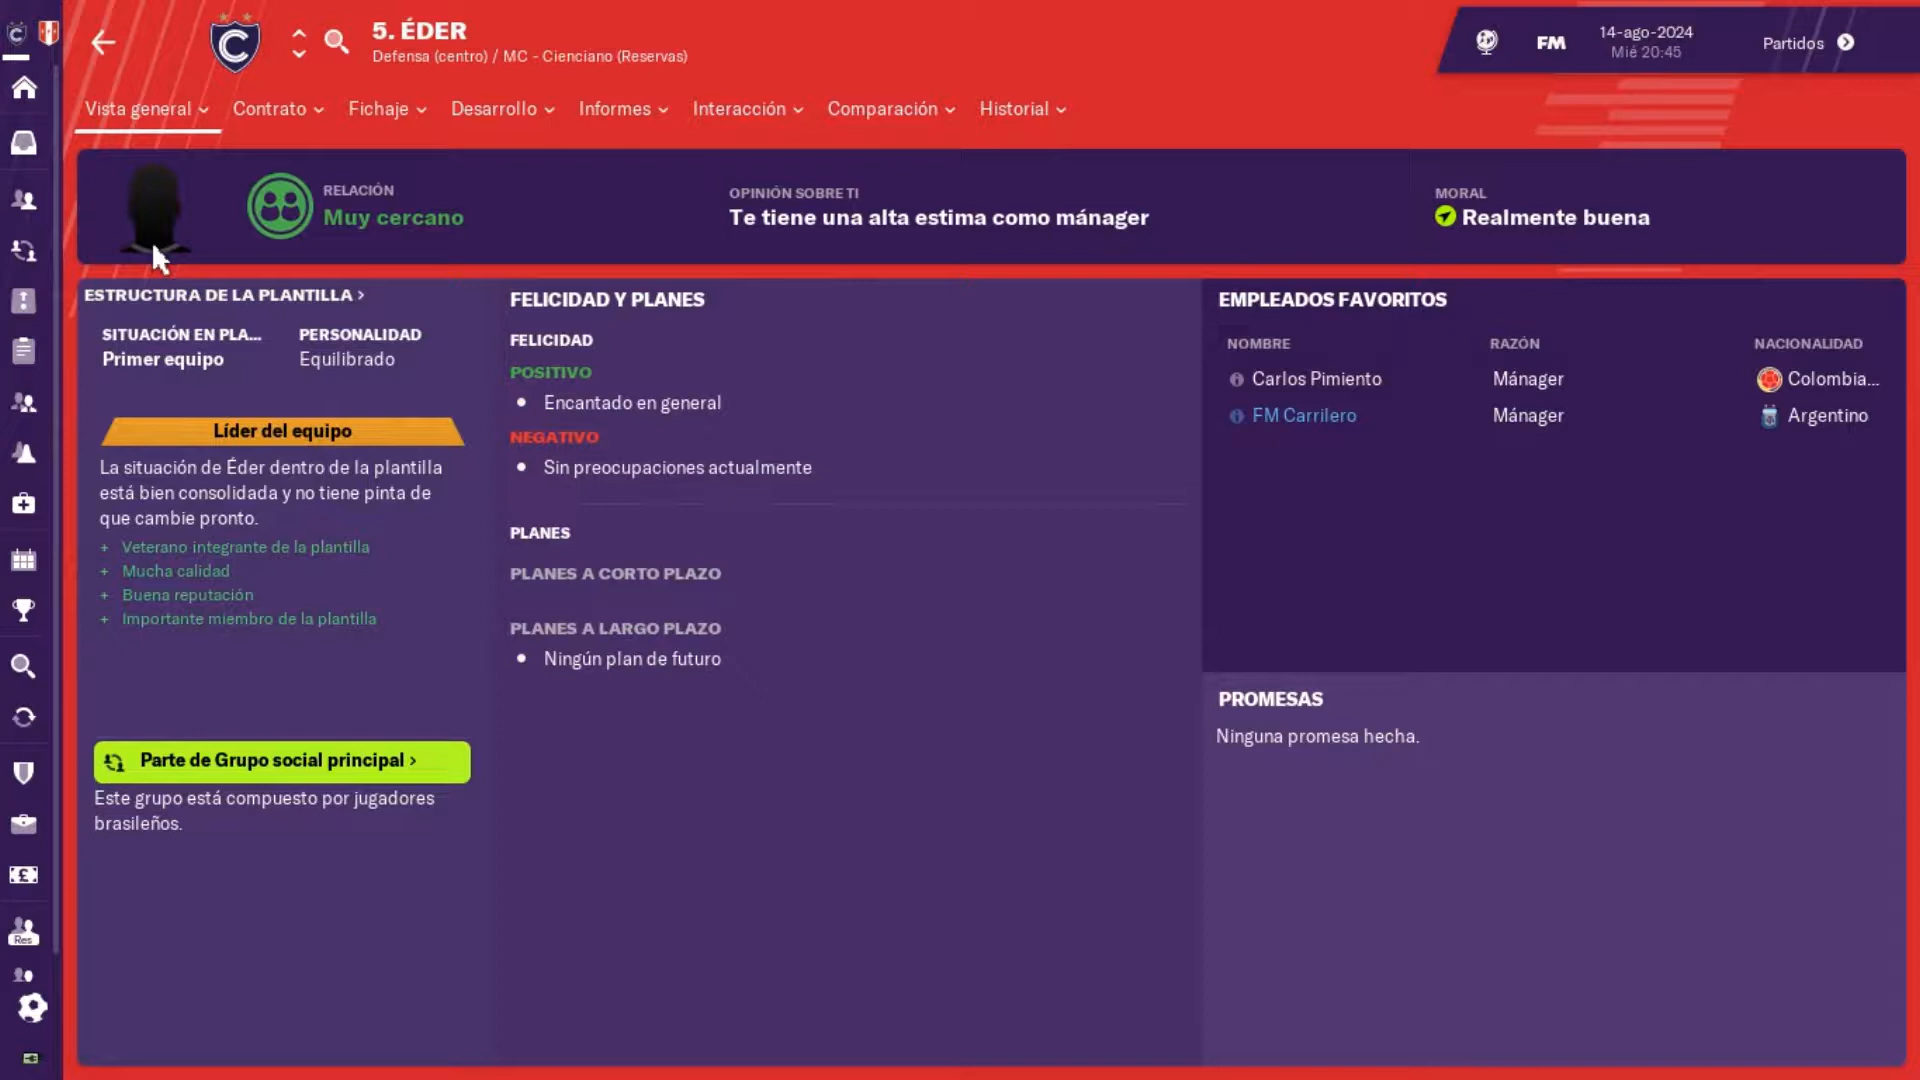 5. ÉDER
Defensa (centro) / MC - Cienciano (Reservas)
FM
14-ago-2024
Mié 20:45
Partidos
Vista general
Contrato
Fichaje
Desarrollo
Informes
Interacción
Comparación
Historial
RELACIÓN
Muy cercano
OPINIÓN SOBRE TI
Te tiene una alta estima como mánager
MORAL
Realmente buena
ESTRUCTURA DE LA PLANTILLA >
SITUACIÓN EN PLA...
Primer equipo
PERSONALIDAD
Equilibrado
Líder del equipo
La situación de Éder dentro de la plantilla
está bien consolidada y no tiene pinta de
que cambie pronto.
+ Veterano integrante de la plantilla
+ Mucha calidad
+ Buena reputación
+ Importante miembro de la plantilla
Parte de Grupo social principal >
Este grupo está compuesto por jugadores
brasileños.
FELICIDAD Y PLANES
FELICIDAD
POSITIVO
• Encantado en general
NEGATIVO
• Sin preocupaciones actualmente
PLANES
PLANES A CORTO PLAZO
PLANES A LARGO PLAZO
• Ningún plan de futuro
EMPLEADOS FAVORITOS
NOMBRE RAZÓN NACIONALIDAD
Carlos Pimiento Mánager Colombia...
FM Carrilero Mánager Argentino
PROMESAS
Ninguna promesa hecha.
Res